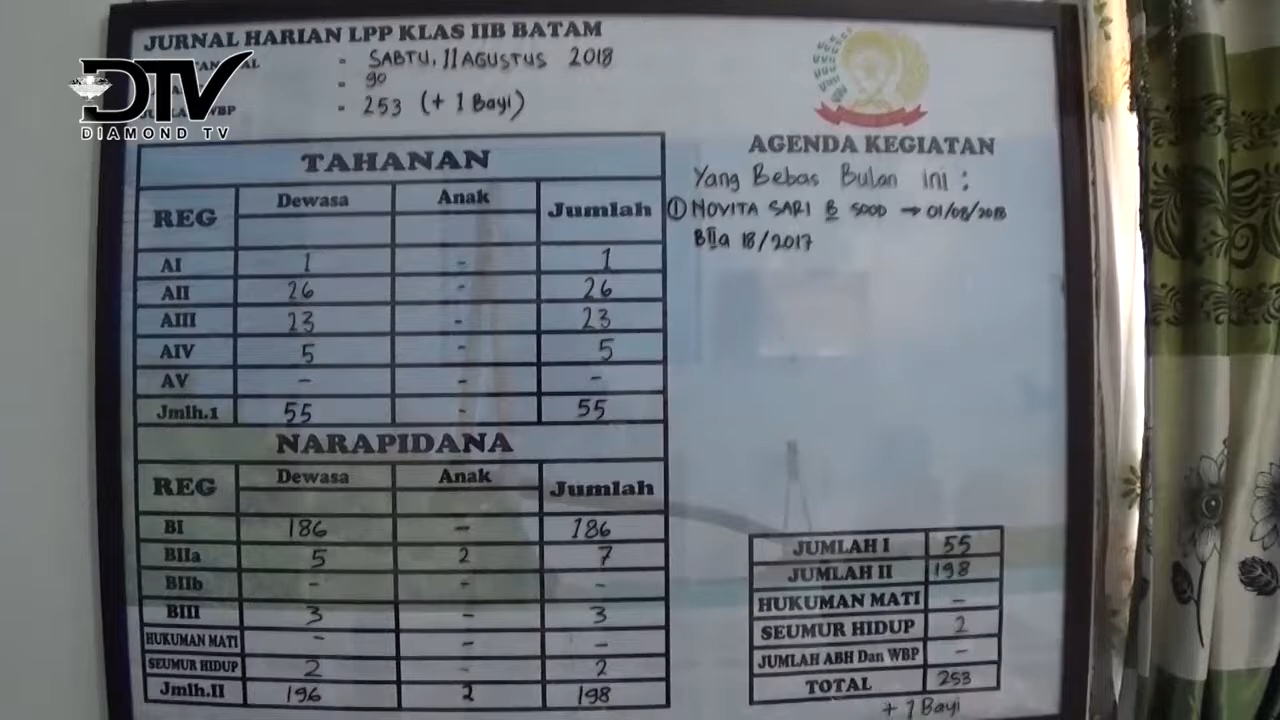 JURNAL HARIAN LPP KLAS IIB BATAM
: SABTU, 11 AGUSTUS 2018
: 90
: 253 (+ 1 Bayi)
DTV
DIAMOND TV
TAHANAN
REG Dewasa Anak Jumlah
AI 1 - 1
AII 26 - 26
AIII 23 - 23
AIV 5 - 5
AV - - -
Jmlh.1 55 - 55
NARAPIDANA
REG Dewasa Anak Jumlah
BI 186 - 186
BIIa 5 2 7
BIIb - - -
BIII 3 - 3
HUKUMAN MATI - - -
SEUMUR HIDUP 2 - 2
Jmlh.II 196 2 198
AGENDA KEGIATAN
Yang Bebas Bulan ini :
① NOVITA SARI B SOOD → 01/08/2018
BIIa 18/2017
JUMLAH I 55
JUMLAH II 198
HUKUMAN MATI -
SEUMUR HIDUP 2
JUMLAH ABH Dan WBP -
TOTAL 253
+ 1 Bayi